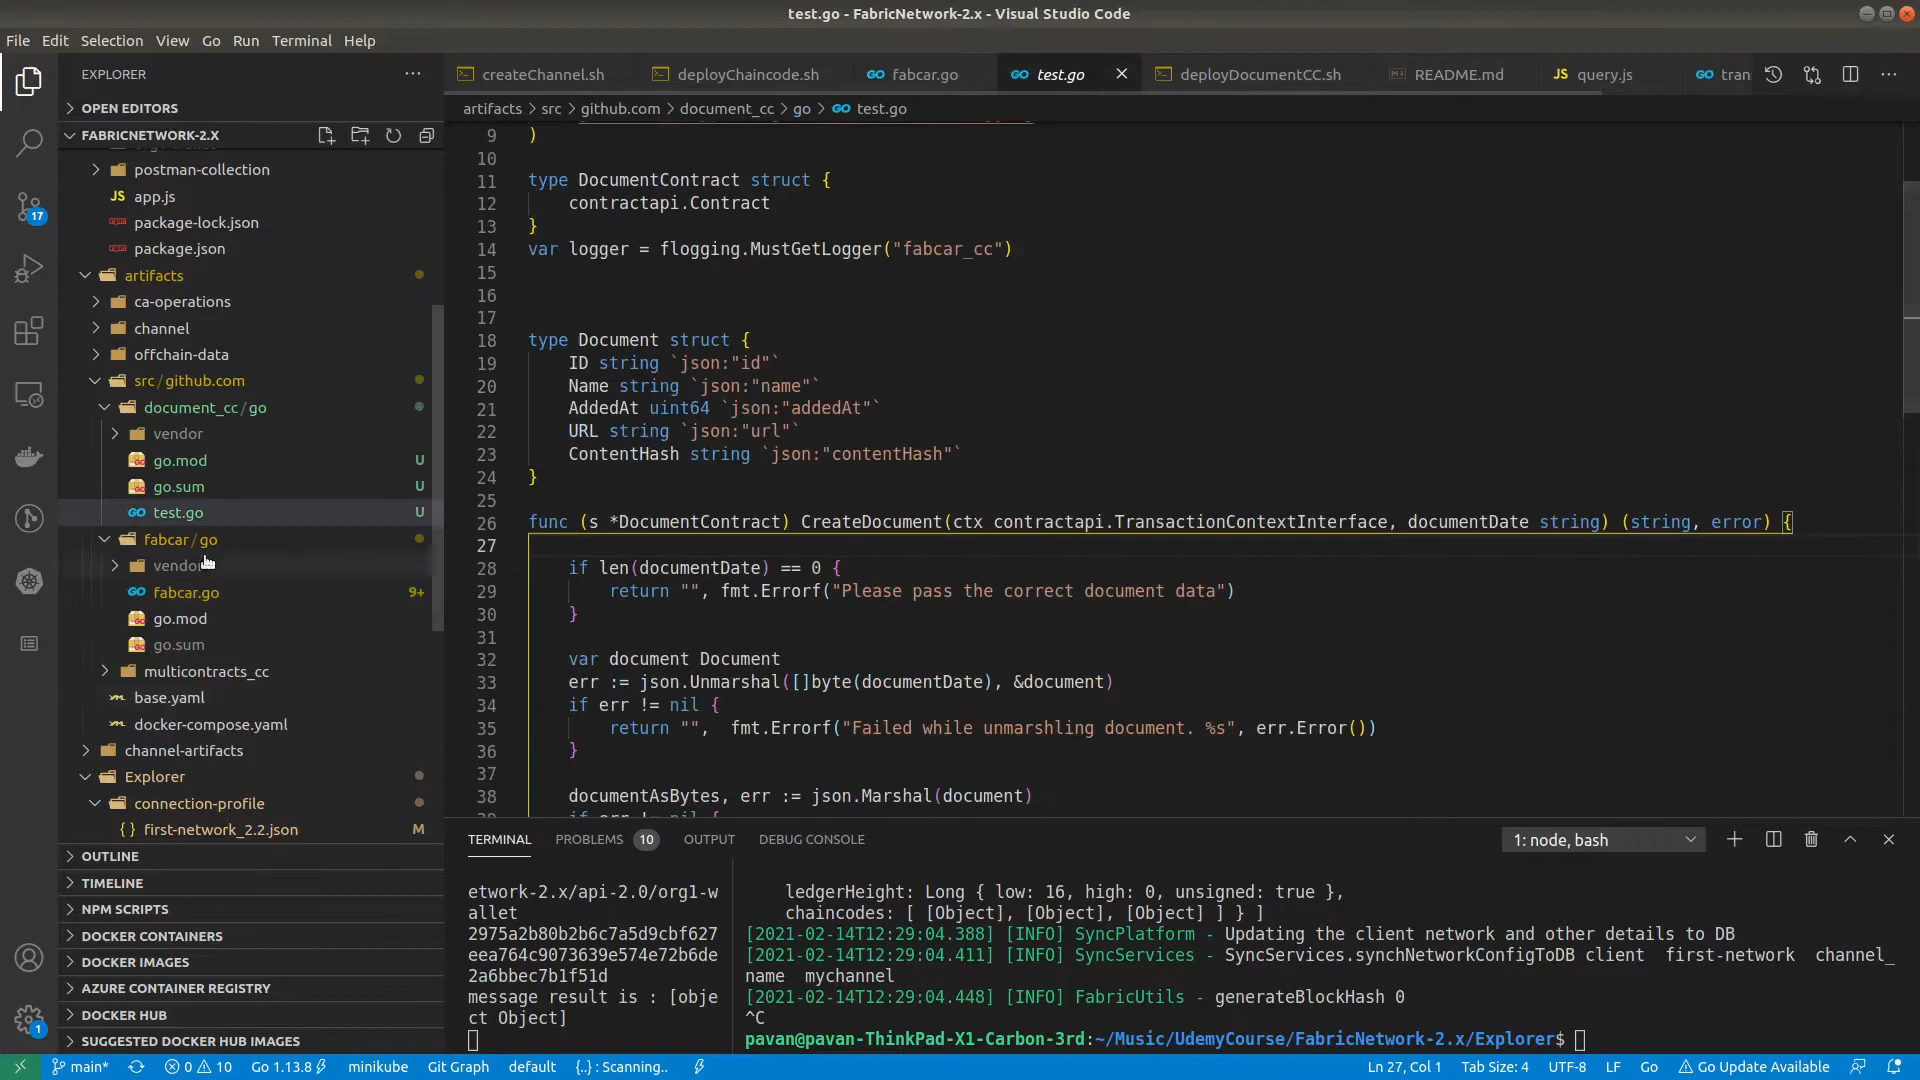 test.go - FabricNetwork-2.x - Visual Studio Code
File Edit Selection View Go Run Terminal Help
EXPLORER
createChannel.sh deployChaincode.sh fabcar.go test.go deployDocumentCC.sh README.md query.js tran
OPEN EDITORS
artifacts > src > github.com > document_cc > go > test.go
FABRICNETWORK-2.X
postman-collection
app.js
package-lock.json
package.json
artifacts
ca-operations
channel
offchain-data
src/github.com
document_cc/go
vendor
go.mod U
go.sum U
test.go U
fabcar/go
vendor
fabcar.go 9+
go.mod
go.sum
multicontracts_cc
base.yaml
docker-compose.yaml
channel-artifacts
Explorer
connection-profile
first-network_2.2.json M
OUTLINE
TIMELINE
NPM SCRIPTS
DOCKER CONTAINERS
DOCKER IMAGES
AZURE CONTAINER REGISTRY
DOCKER HUB
SUGGESTED DOCKER HUB IMAGES
17
1
9 )
10
11 type DocumentContract struct {
12 contractapi.Contract
13 }
14 var logger = flogging.MustGetLogger("fabcar_cc")
15
16
17
18 type Document struct {
19 ID string `json:"id"`
20 Name string `json:"name"`
21 AddedAt uint64 `json:"addedAt"`
22 URL string `json:"url"`
23 ContentHash string `json:"contentHash"`
24 }
25
26 func (s *DocumentContract) CreateDocument(ctx contractapi.TransactionContextInterface, documentDate string) (string, error) {
27
28 if len(documentDate) == 0 {
29 return "", fmt.Errorf("Please pass the correct document data")
30 }
31
32 var document Document
33 err := json.Unmarshal([]byte(documentDate), &document)
34 if err != nil {
35 return "", fmt.Errorf("Failed while unmarshling document. %s", err.Error())
36 }
37
38 documentAsBytes, err := json.Marshal(document)
TERMINAL PROBLEMS 10 OUTPUT DEBUG CONSOLE
1: node, bash
etwork-2.x/api-2.0/org1-w
allet
2975a2b80b2b6c7a5d9cbf627
eea764c9073639e574e72b6de
2a6bbec7b1f51d
message result is : [obje
ct Object]
ledgerHeight: Long { low: 16, high: 0, unsigned: true },
chaincodes: [ [Object], [Object], [Object] ] } ]
[2021-02-14T12:29:04.388] [INFO] SyncPlatform - Updating the client network and other details to DB
[2021-02-14T12:29:04.411] [INFO] SyncServices - SyncServices.synchNetworkConfigToDB client first-network channel_
name mychannel
[2021-02-14T12:29:04.448] [INFO] FabricUtils - generateBlockHash 0
^C
pavan@pavan-ThinkPad-X1-Carbon-3rd:~/Music/UdemyCourse/FabricNetwork-2.x/Explorer$
main* 0 10 Go 1.13.8 minikube Git Graph default {..} : Scanning.. Ln 27, Col 1 Tab Size: 4 UTF-8 LF Go Go Update Available